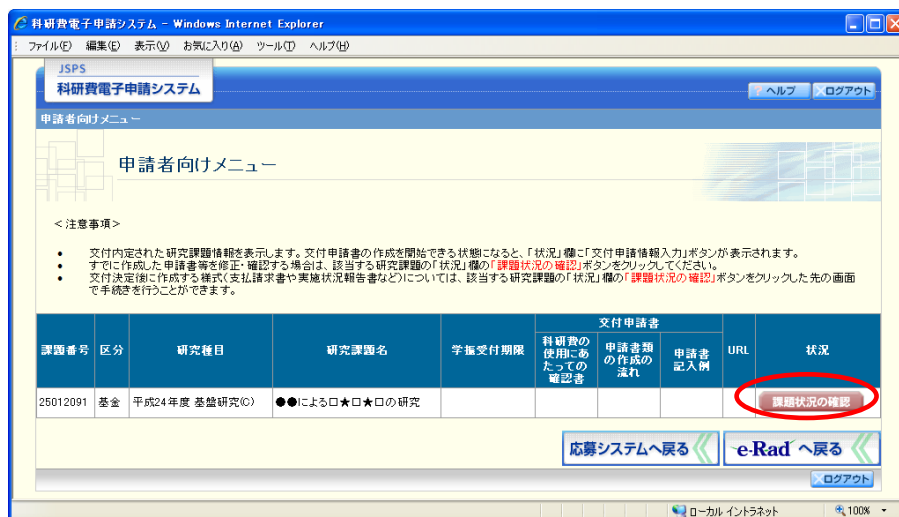 科研費電子申請システム - Windows Internet Explorer
ファイル(F) 編集(E) 表示(V) お気に入り(A) ツール(T) ヘルプ(H)
JSPS
科研費電子申請システム
? ヘルプ ×ログアウト
申請者向けメニュー
申請者向けメニュー
<注意事項>
• 交付内定された研究課題情報を表示します。交付申請書の作成を開始できる状態になると、「状況」欄に「交付申請情報入力」ボタンが表示されます。
• すでに作成した申請書等を修正・確認する場合は、該当する研究課題の「状況」欄の「課題状況の確認」ボタンをクリックしてください。
• 交付決定後に作成する様式(支払請求書や実施状況報告書など)については、該当する研究課題の「状況」欄の「課題状況の確認」ボタンをクリックした先の画面
で手続きを行うことができます。
課題番号 区分 研究種目 研究課題名 学振受付期限 交付申請書 URL 状況
科研費の
使用にあ
たっての
確認書
申請書類
の作成の
流れ
申請書
記入例
25012091 基金 平成24年度 基盤研究(C) ●●による□★□★□の研究 課題状況の確認
応募システムへ戻る e-Rad へ戻る
×ログアウト
ローカル イントラネット 100%